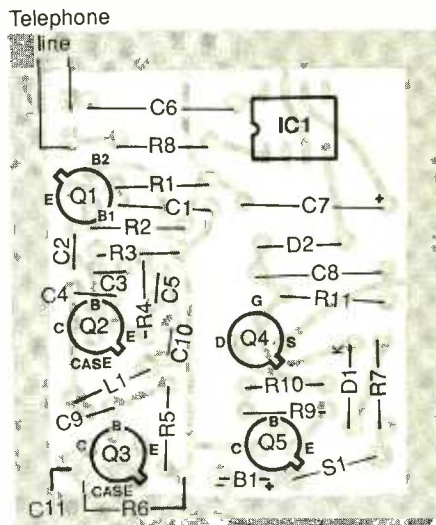 Telephone
line
C6
IC1
R8
B2
E Q1 R1
B1 C1 C7 +
R2
C2 R3 D2
C3 C5 C8
C4 R4 R11
B G
C Q2 E C10 D Q4 S
CASE K
L1 R10 D1 R7
C9 R5 R9
B B
C Q3 E C Q5 E
CASE B1 + S1
C11 R6